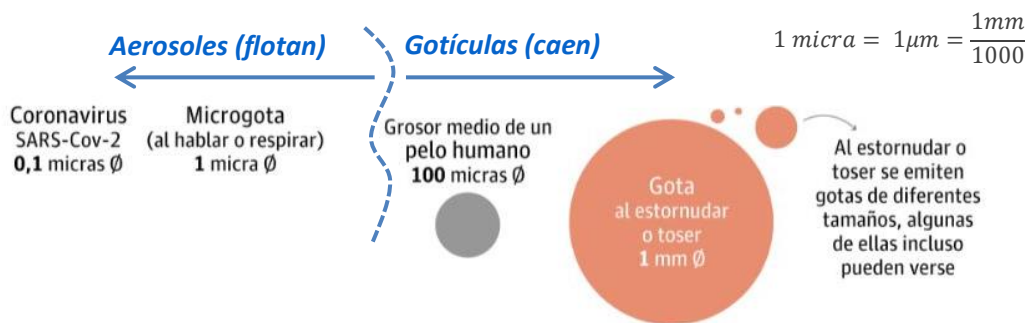 Aerosoles (flotan)
Gotículas (caen)
1 micra = 1μm = 1mm/1000
Coronavirus
SARS-Cov-2
0,1 micras Ø
Microgota
(al hablar o respirar)
1 micra Ø
Grosor medio de un
pelo humano
100 micras Ø
Gota
al estornudar
o toser
1 mm Ø
Al estornudar o
toser se emiten
gotas de diferentes
tamaños, algunas
de ellas incluso
pueden verse